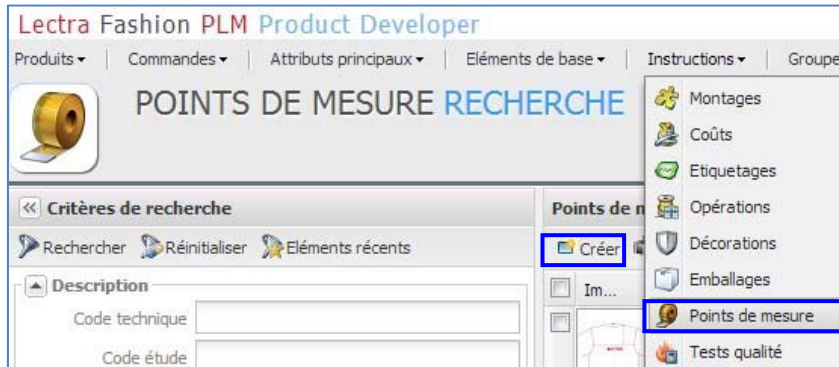 Lectra Fashion PLM Product Developer
Produits | Commandes | Attributs principaux | Eléments de base | Instructions | Groupe
POINTS DE MESURE RECHERCHE
Montages
Coûts
Etiquetages
Opérations
Décorations
Emballages
Points de mesure
Tests qualité
Critères de recherche
Rechercher Réinitialiser Eléments récents
Description
Code technique
Code étude
Points de m
Créer
Im...